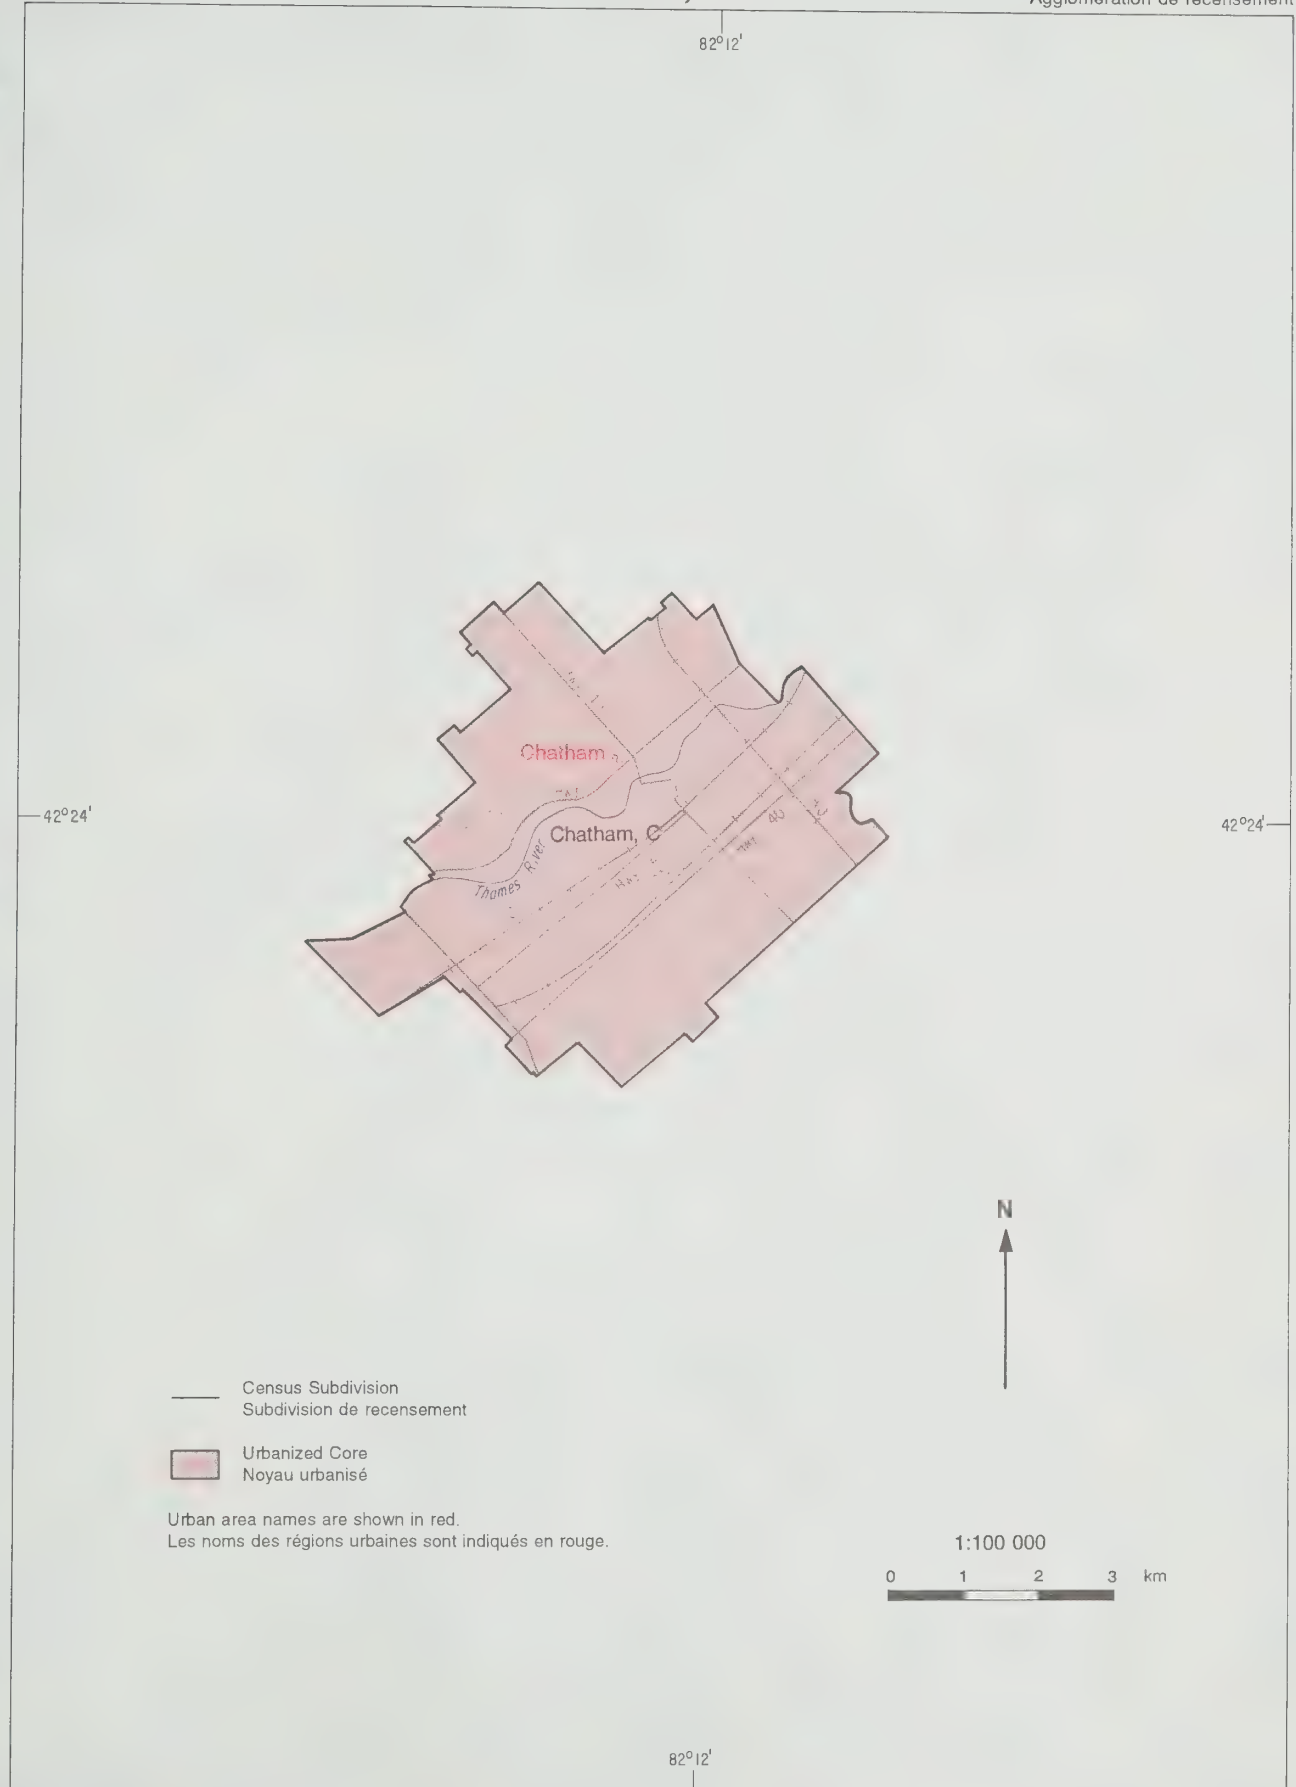 Agglomération de recensement
82°12'
Chatham
42°24'
42°24'
Chatham, C
40
Thames River
N
Census Subdivision
Subdivision de recensement
Urbanized Core
Noyau urbanisé
Urban area names are shown in red.
Les noms des régions urbaines sont indiqués en rouge.
1:100 000
0 1 2 3 km
82°12'